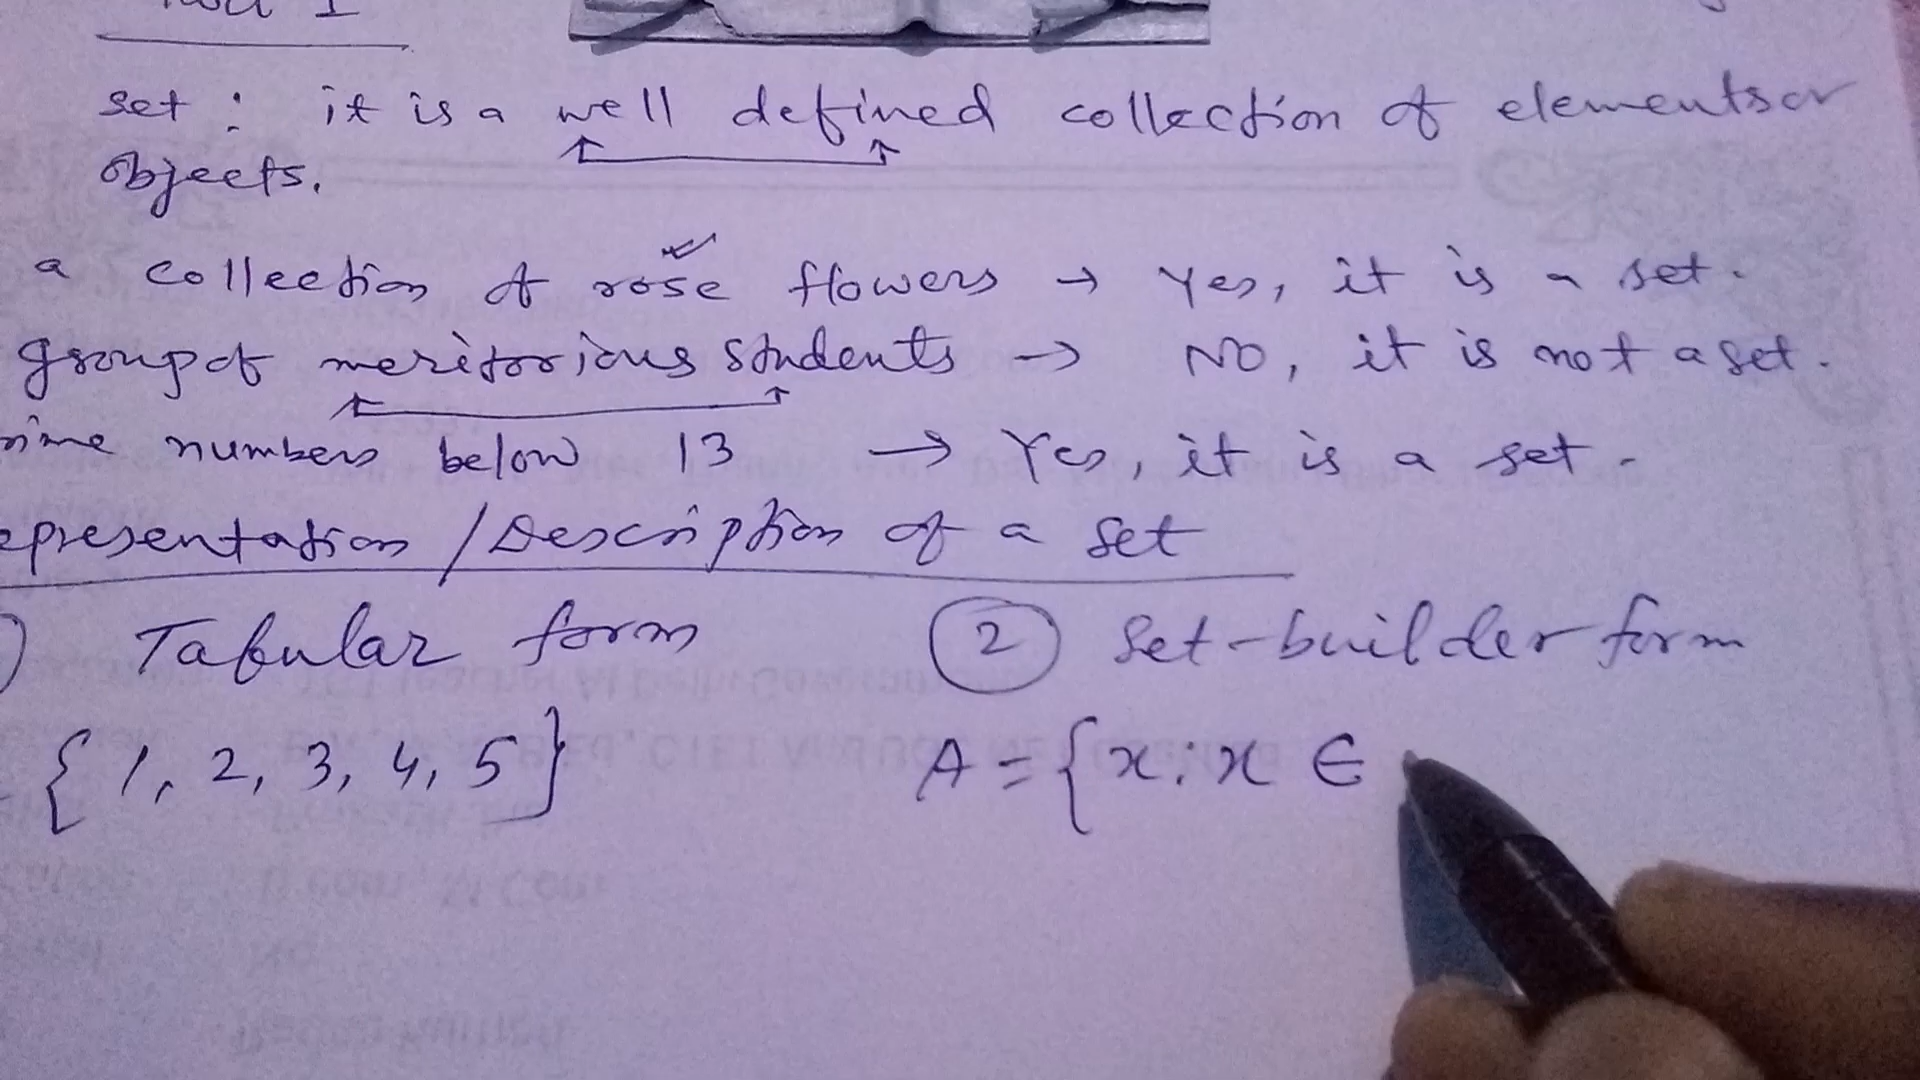 set : it is a well defined collection of elements or
objects.
a collection of rose flowers → Yes, it is a set.
group of meritorious students → NO, it is not a set.
numbers below 13 → Yes, it is a set.
/ Description of a set
Tabular form ② Set-builder form
{1, 2, 3, 4, 5} A = {x : x ∈